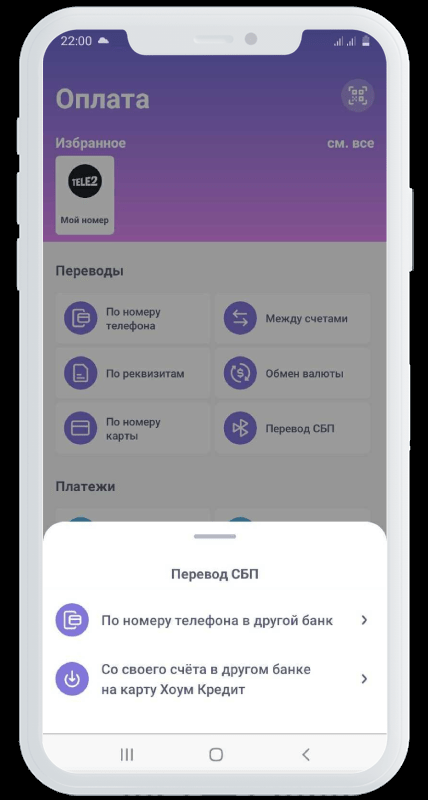 22:00
Оплата
Избранное
см. все
TELE2
Мой номер
Переводы
По номеру
телефона
Между счетами
По реквизитам
Обмен валюты
По номеру
карты
Перевод СБП
Платежи
Перевод СБП
По номеру телефона в другой банк
Со своего счёта в другом банке
на карту Хоум Кредит